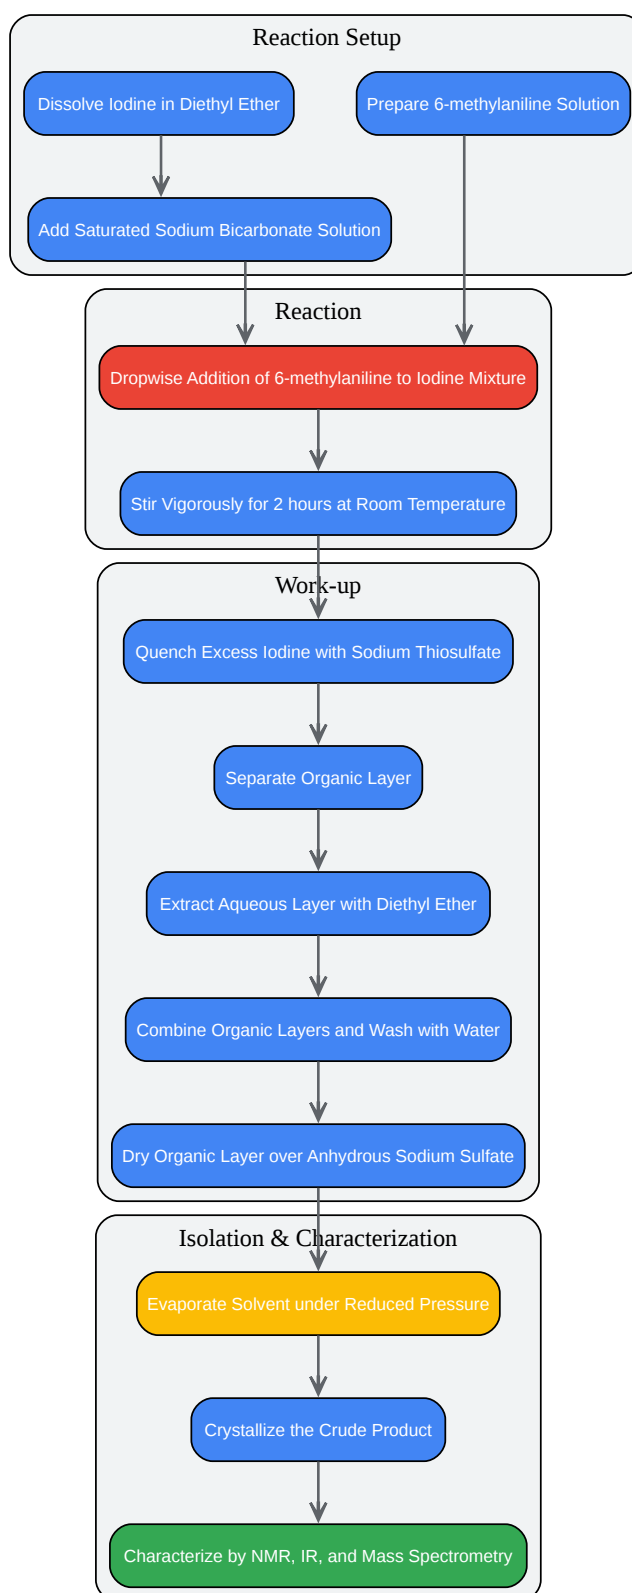 Reaction Setup
Dissolve Iodine in Diethyl Ether
Prepare 6-methylaniline Solution
Add Saturated Sodium Bicarbonate Solution
Reaction
Dropwise Addition of 6-methylaniline to Iodine Mixture
Stir Vigorously for 2 hours at Room Temperature
Work-up
Quench Excess Iodine with Sodium Thiosulfate
Separate Organic Layer
Extract Aqueous Layer with Diethyl Ether
Combine Organic Layers and Wash with Water
Dry Organic Layer over Anhydrous Sodium Sulfate
Isolation & Characterization
Evaporate Solvent under Reduced Pressure
Crystallize the Crude Product
Characterize by NMR, IR, and Mass Spectrometry